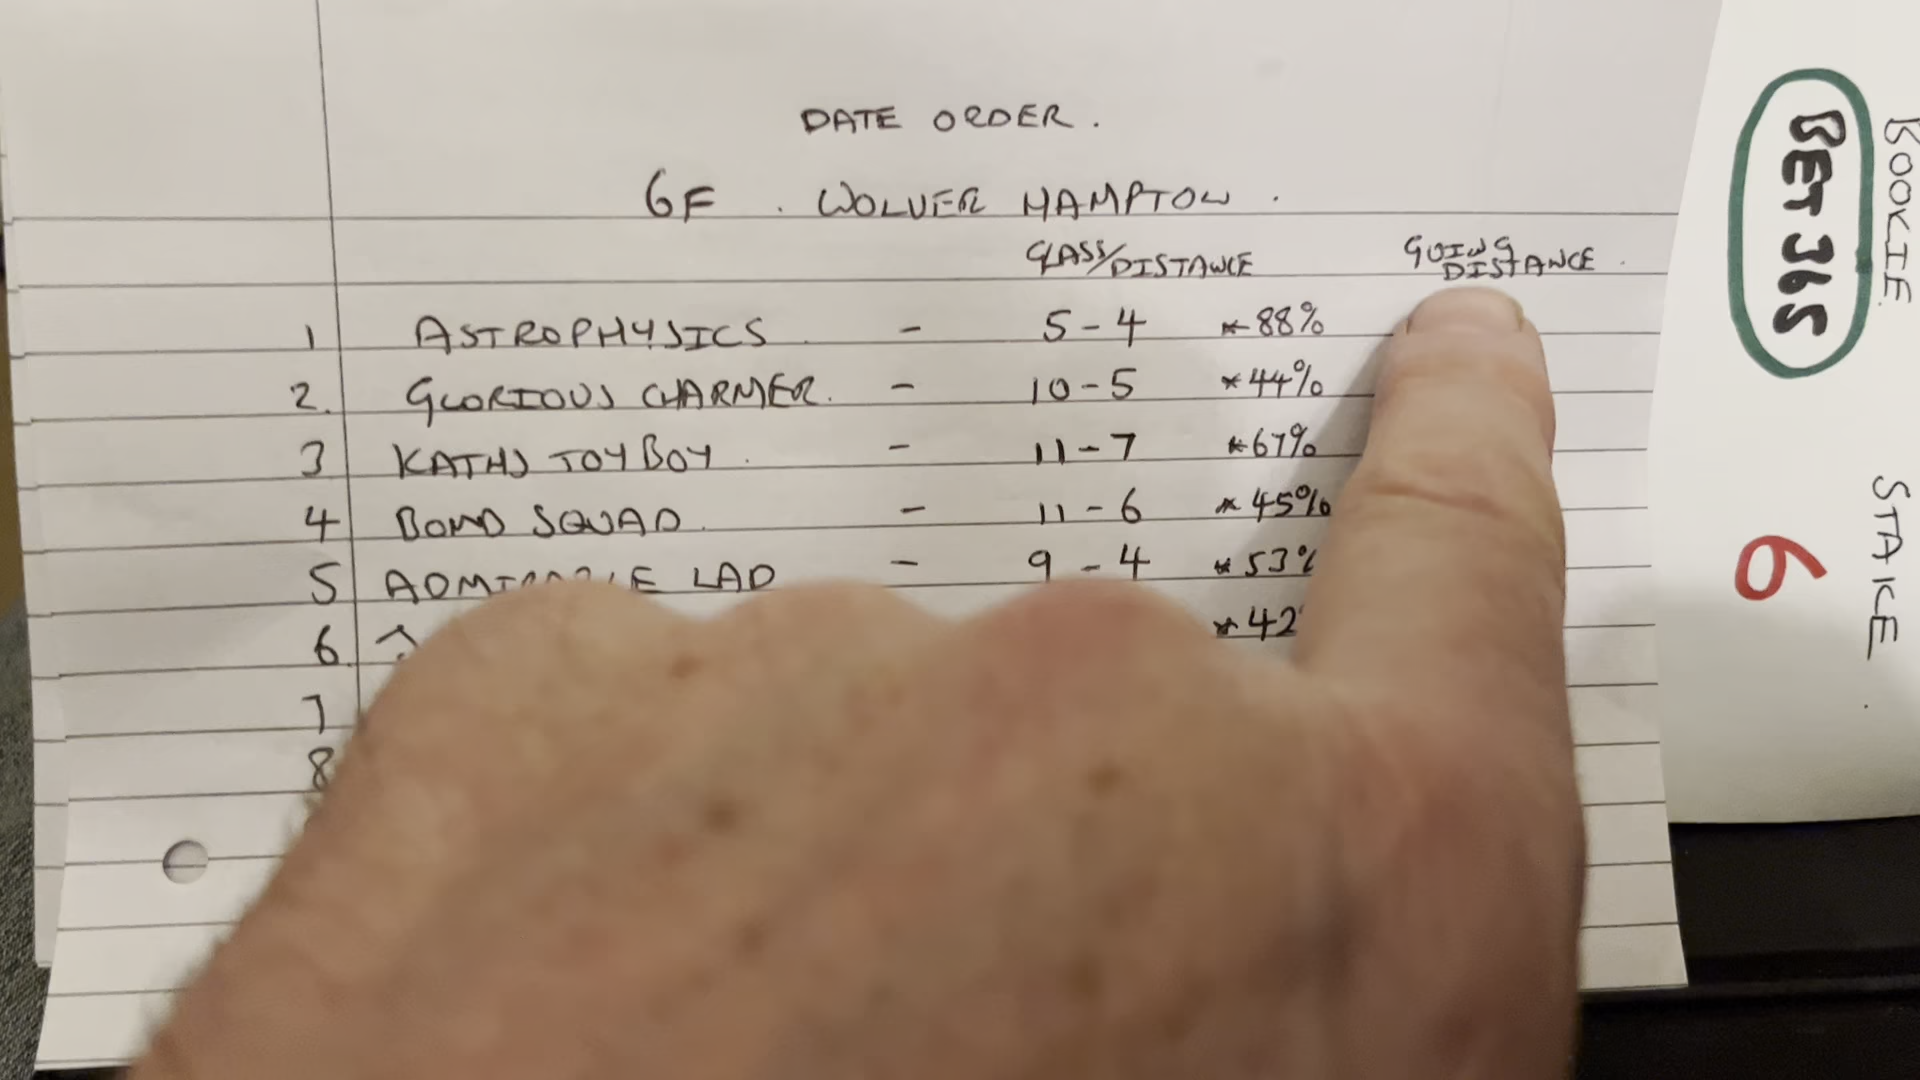 DATE ORDER.
6F . WOLVER HAMPTON .
CLASS/DISTANCE GOING DISTANCE .
1 ASTROPHYSICS - 5-4 *88%
2. GLORIOUS CHARMER. - 10-5 *44%
3 KATHS TOY BOY . - 11-7 *67%
4 BOMD SQUAD. - 11-6 *45%
5 LAD - 9-4 *53%
6 *42
7
8
BOOKIE STAKE.
BET 365 6